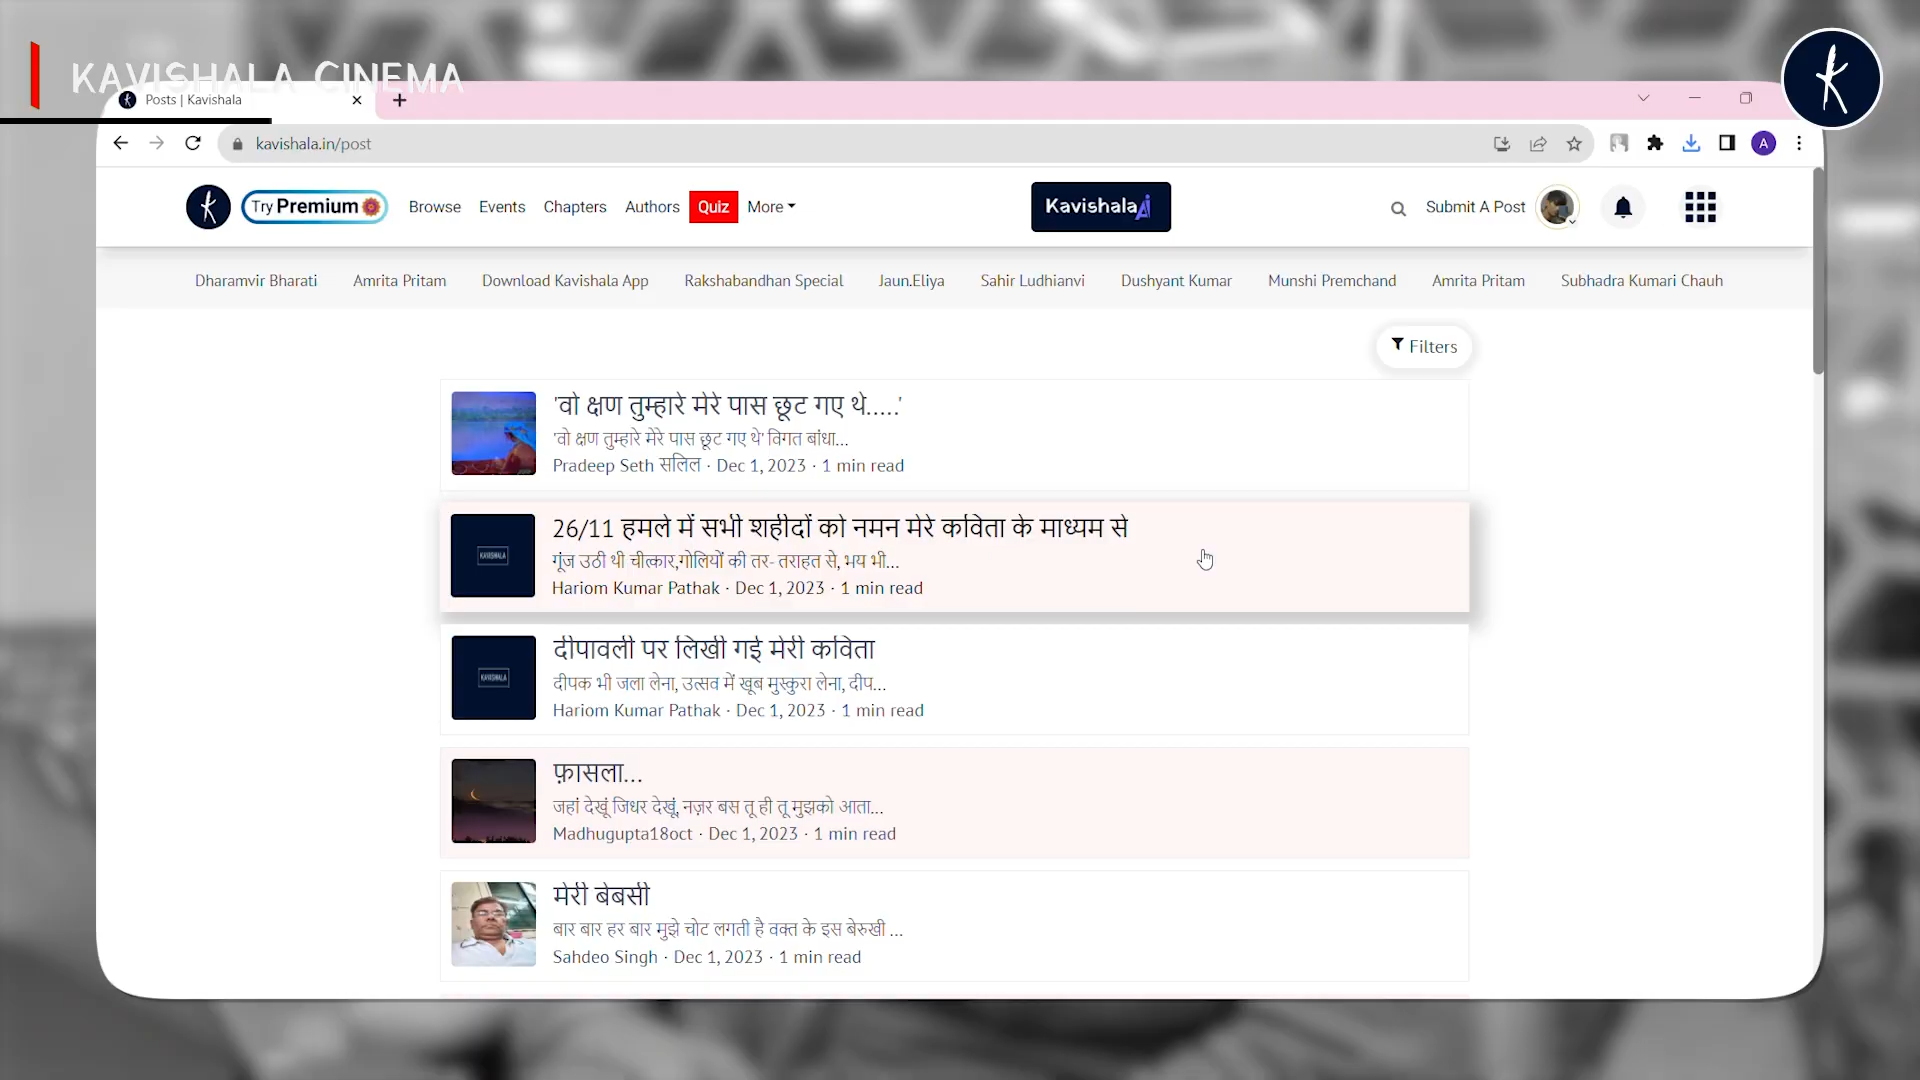 KAVISHALA CINEMA
Posts | Kavishala
kavishala.in/post
A
Try Premium
Browse
Events
Chapters
Authors
Quiz
More
Kavishala Ai
Submit A Post
Dharamvir Bharati
Amrita Pritam
Download Kavishala App
Rakshabandhan Special
Jaun.Eliya
Sahir Ludhianvi
Dushyant Kumar
Munshi Premchand
Amrita Pritam
Subhadra Kumari Chauh
Filters
'वो क्षण तुम्हारे मेरे पास छूट गए थे.....'
'वो क्षण तुम्हारे मेरे पास छूट गए थे' विगत बांधा...
Pradeep Seth सलिल · Dec 1, 2023 · 1 min read
KAVISHALA
26/11 हमले में सभी शहीदों को नमन मेरे कविता के माध्यम से
गूंज उठी थी चीत्कार,गोलियों की तर- तराहत से, भय भी...
Hariom Kumar Pathak · Dec 1, 2023 · 1 min read
KAVISHALA
दीपावली पर लिखी गई मेरी कविता
दीपक भी जला लेना, उत्सव में खूब मुस्कुरा लेना, दीप...
Hariom Kumar Pathak · Dec 1, 2023 · 1 min read
फ़ासला...
जहां देखूं जिधर देखूं, नज़र बस तू ही तू मुझको आता...
Madhugupta18oct · Dec 1, 2023 · 1 min read
मेरी बेबसी
बार बार हर बार मुझे चोट लगती है वक्त के इस बेरुखी ...
Sahdeo Singh · Dec 1, 2023 · 1 min read